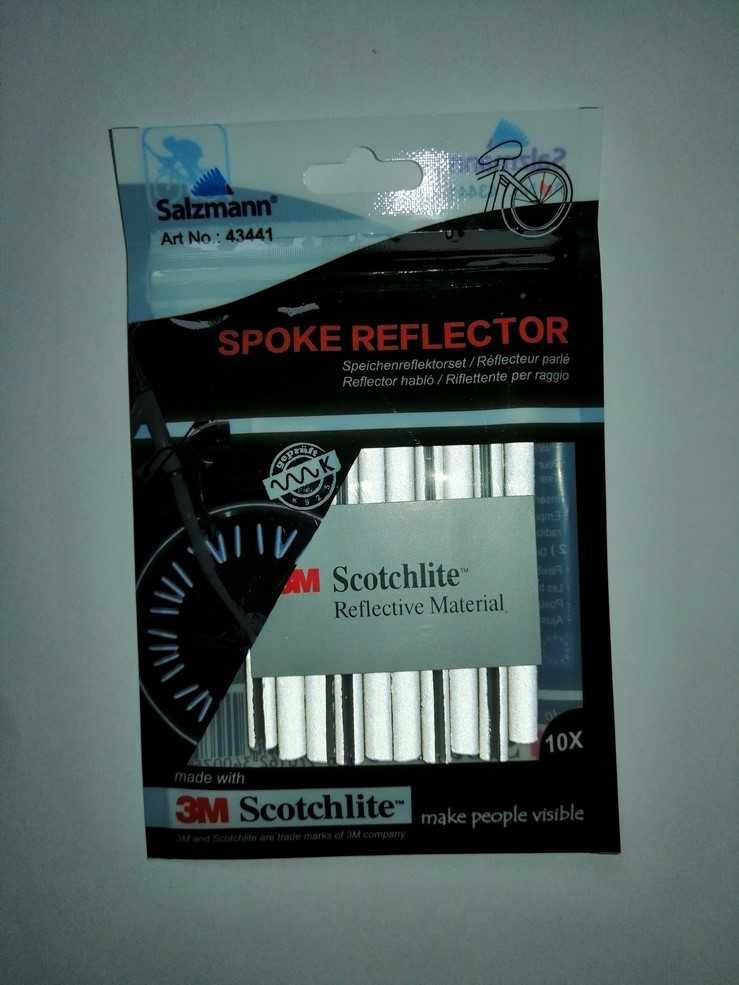 Salzmann®
Art No.: 43441
SPOKE REFLECTOR
Speichenreflektorset / Réflecteur parlé
Reflector habló / Riflettente per raggio
geprüft
K
3M Scotchlite™
Reflective Material
10X
made with
3M Scotchlite™
make people visible
3M and Scotchlite are trade marks of 3M company